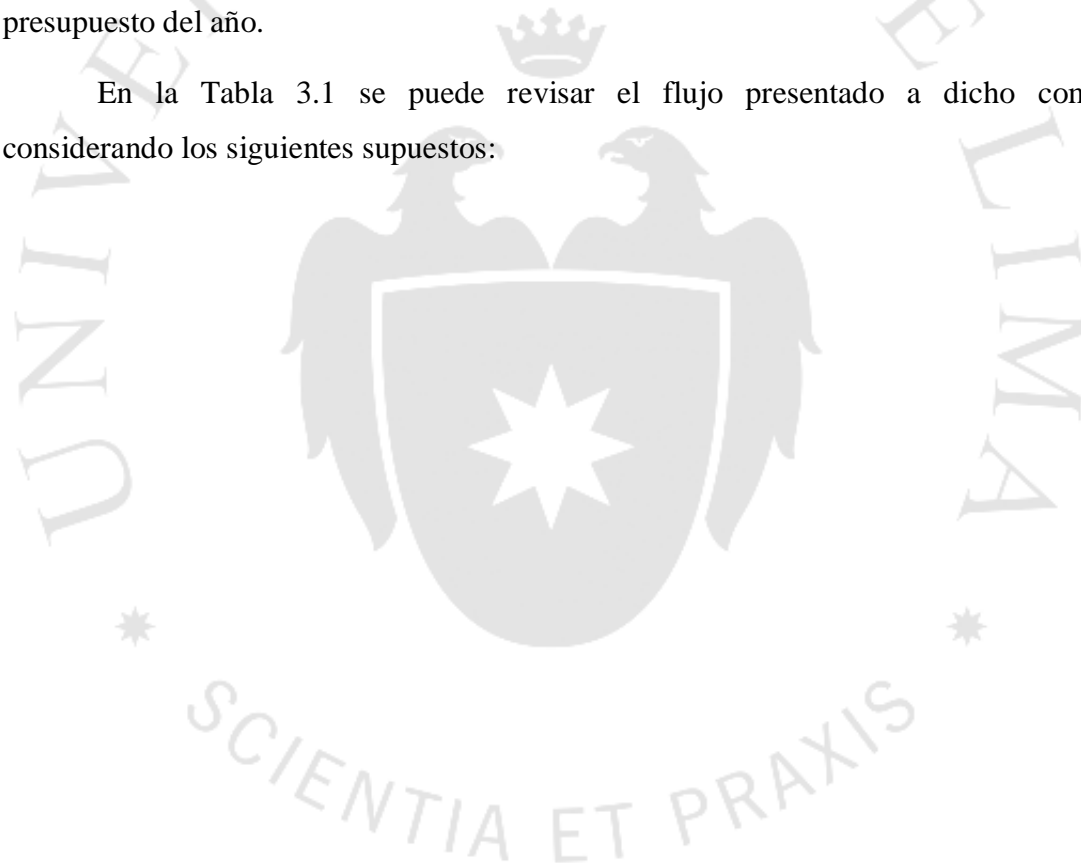 presupuesto del año.
En la Tabla 3.1 se puede revisar el flujo presentado a dicho
considerando los siguientes supuestos:
SCIENTIA ET PRAXIS